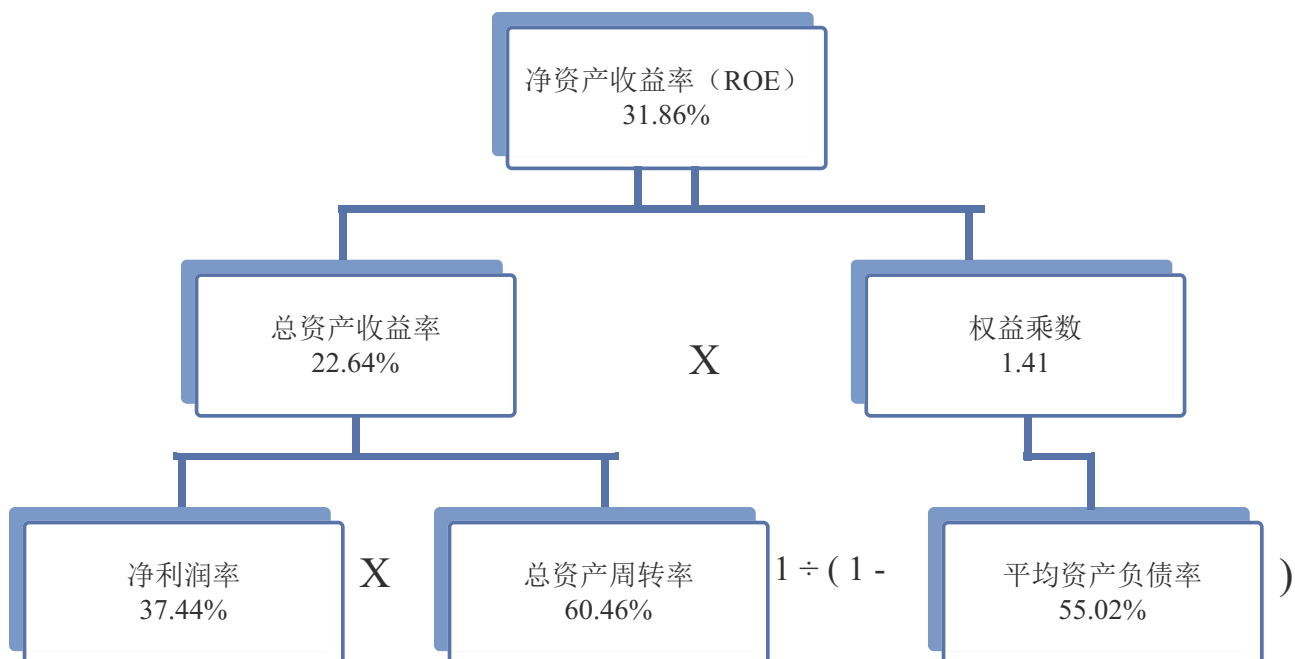 净资产收益率（ROE）
31.86%
总资产收益率
22.64%
X
权益乘数
1.41
净利润率
37.44%
X
总资产周转率
60.46%
1 ÷ ( 1 -
平均资产负债率
55.02%
)